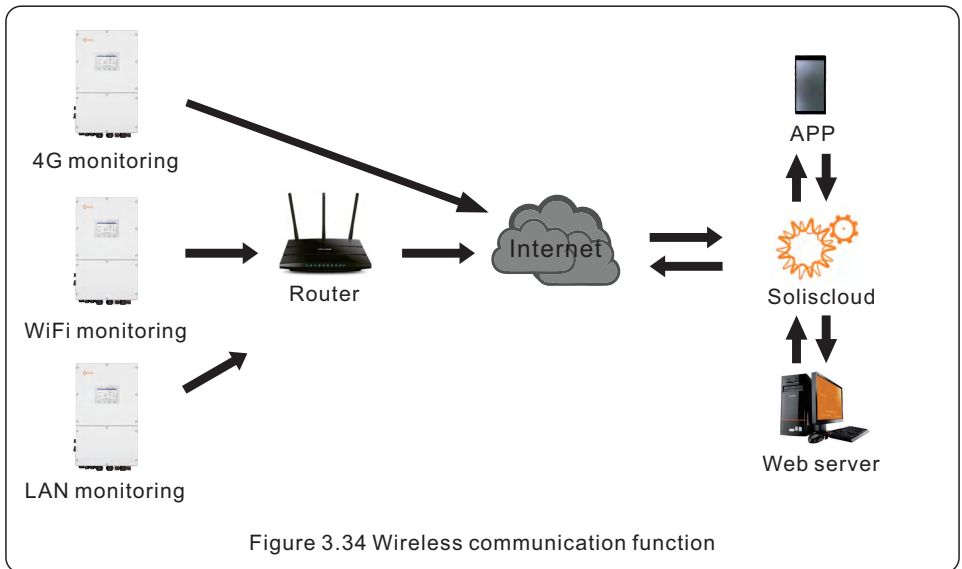 4G monitoring
WiFi monitoring
LAN monitoring
Router
Internet
APP
Soliscloud
Web server
Figure 3.34 Wireless communication function